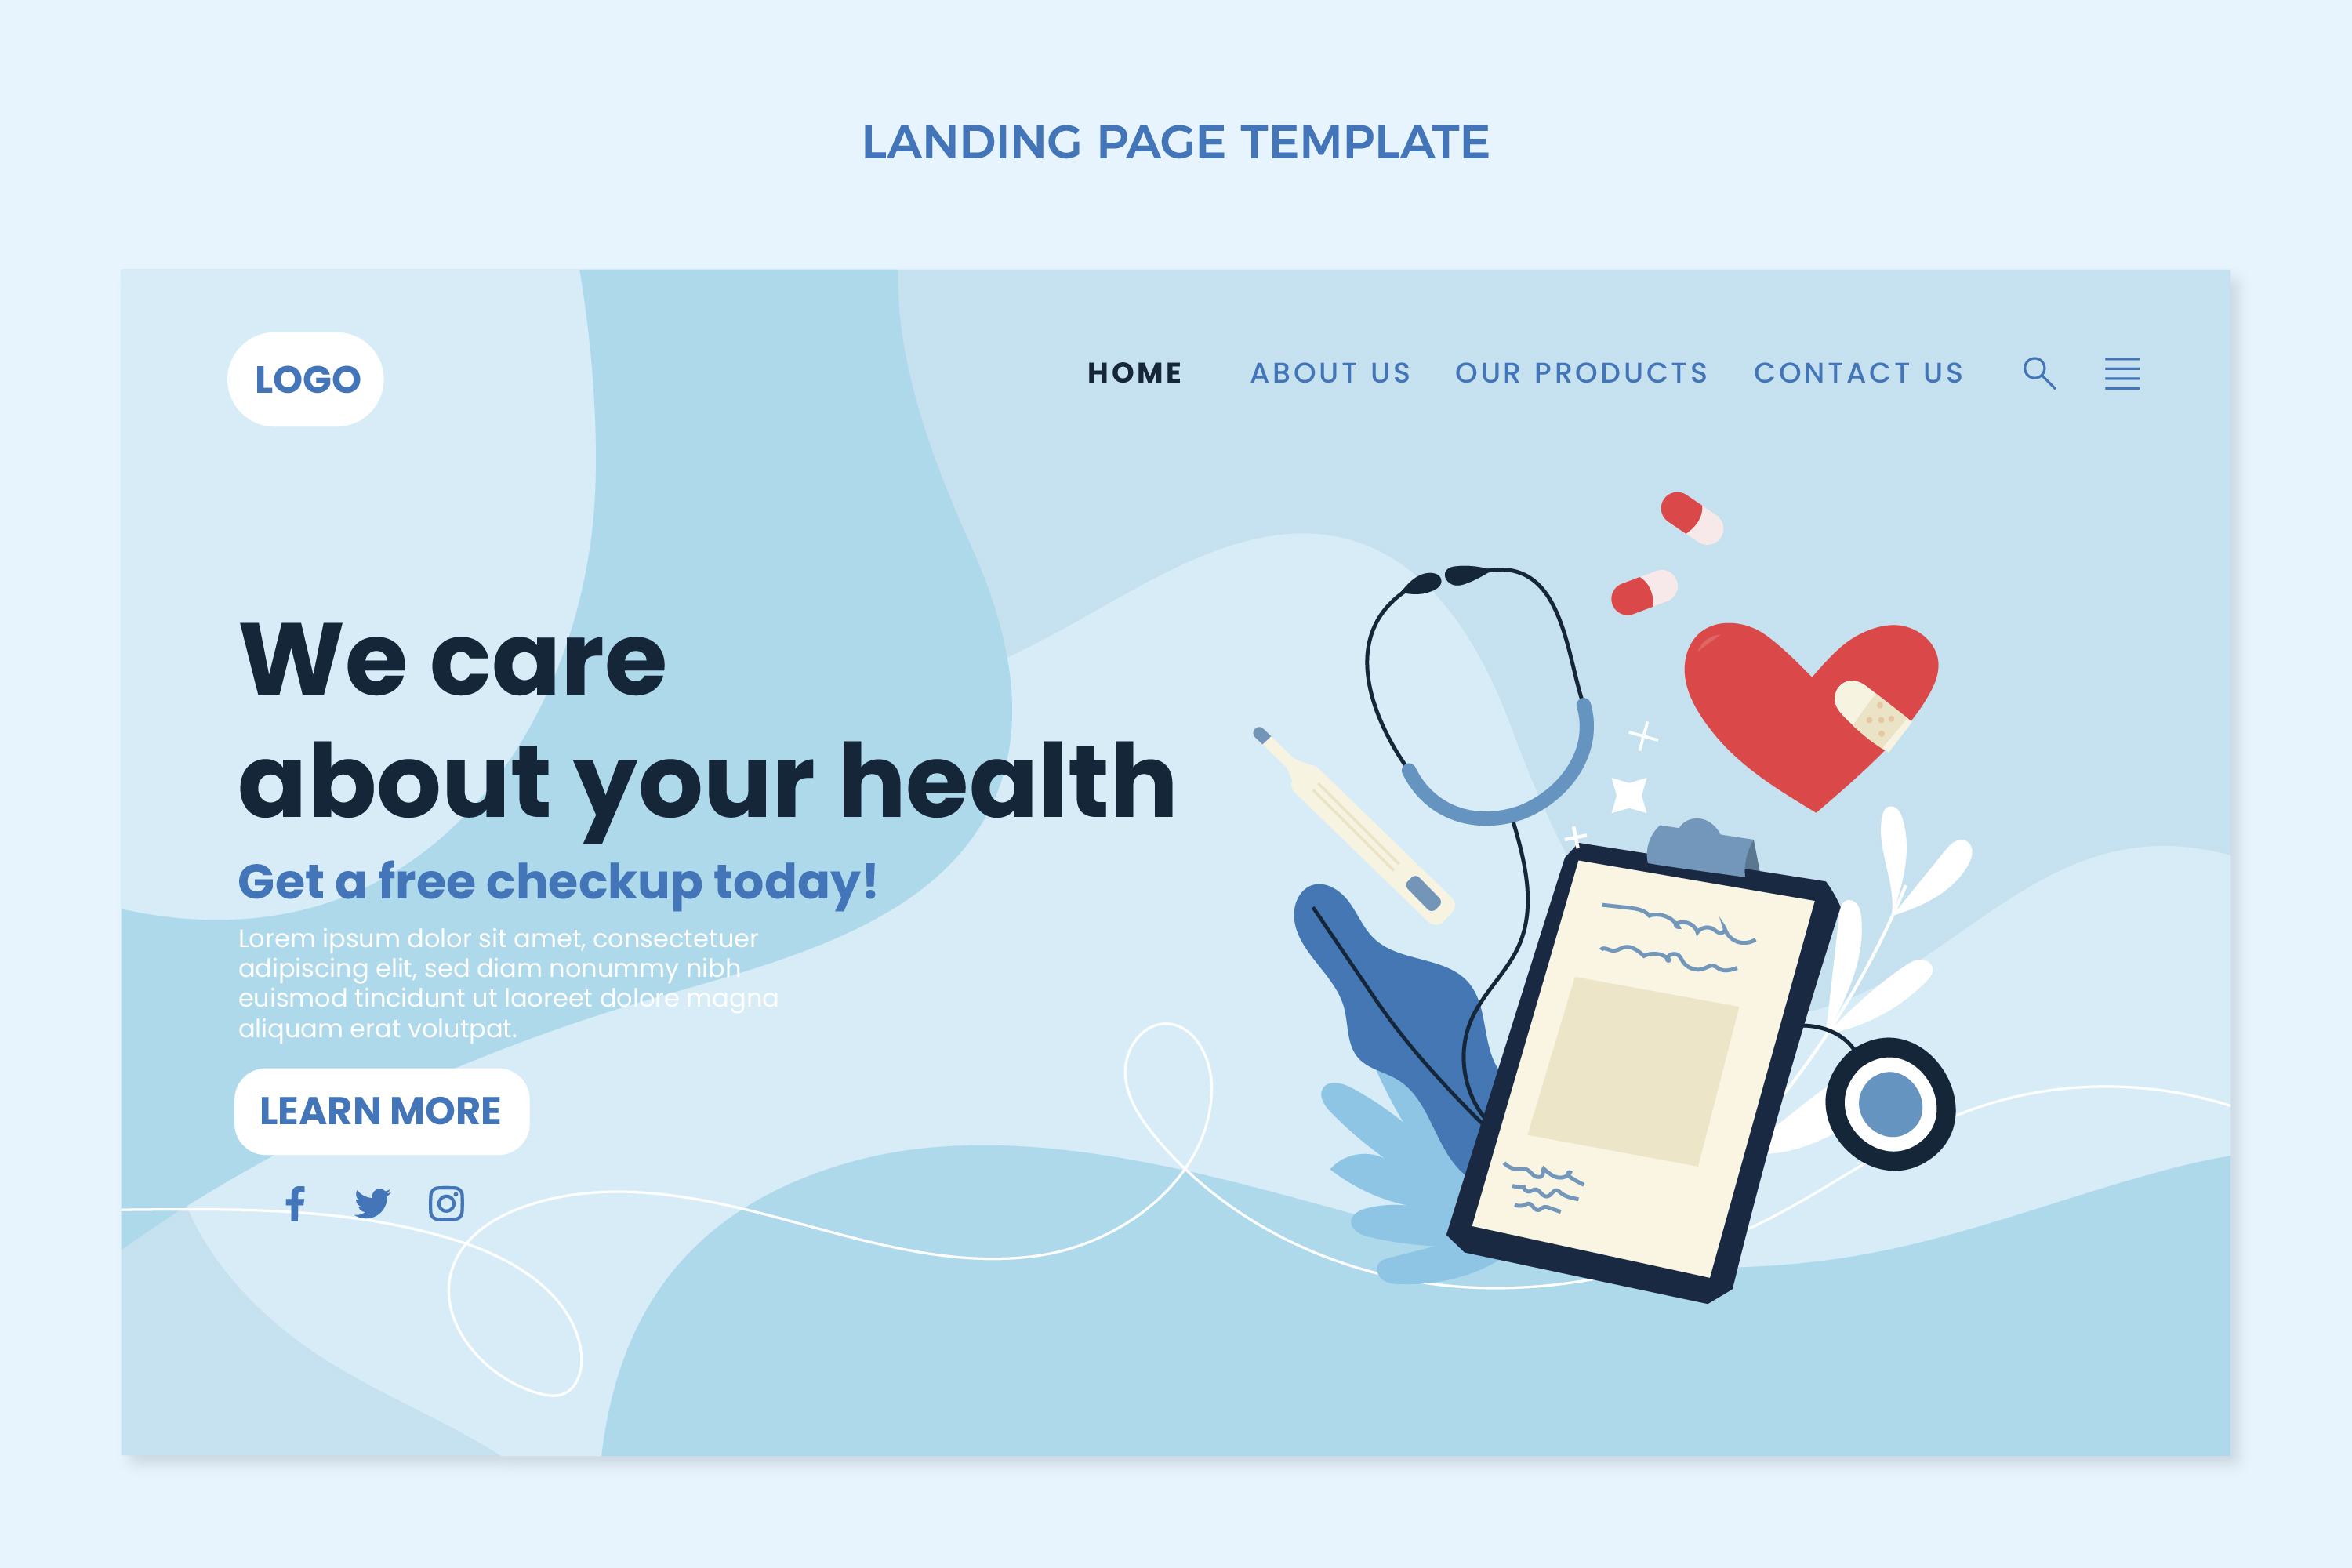 LANDING PAGE TEMPLATE
LOGO
HOME ABOUT US OUR PRODUCTS CONTACT US
We care
about your health
Get a free checkup today!
Lorem ipsum dolor sit amet, consectetuer
adipiscing elit, sed diam nonummy nibh
euismod tincidunt ut laoreet dolore magna
aliquam erat volutpat.
LEARN MORE